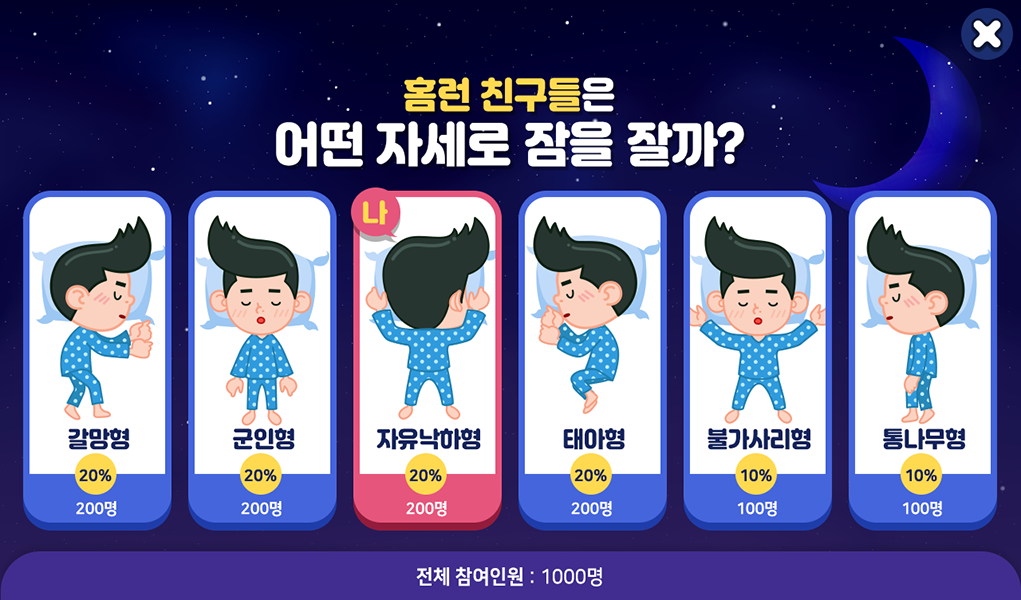 홈런 친구들은
어떤 자세로 잠을 잘까?
나
갈망형
20%
200명
군인형
20%
200명
자유낙하형
20%
200명
태아형
20%
200명
불가사리형
10%
100명
통나무형
10%
100명
전체 참여인원 : 1000명